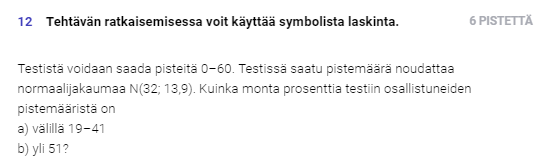 12 Tehtävän ratkaisemisessa voit käyttää symbolista laskinta. 6 PISTETTÄ
Testistä voidaan saada pisteitä 0–60. Testissä saatu pistemäärä noudattaa
normaalijakaumaa N(32; 13,9). Kuinka monta prosenttia testiin osallistuneiden
pistemääristä on
a) välillä 19–41
b) yli 51?